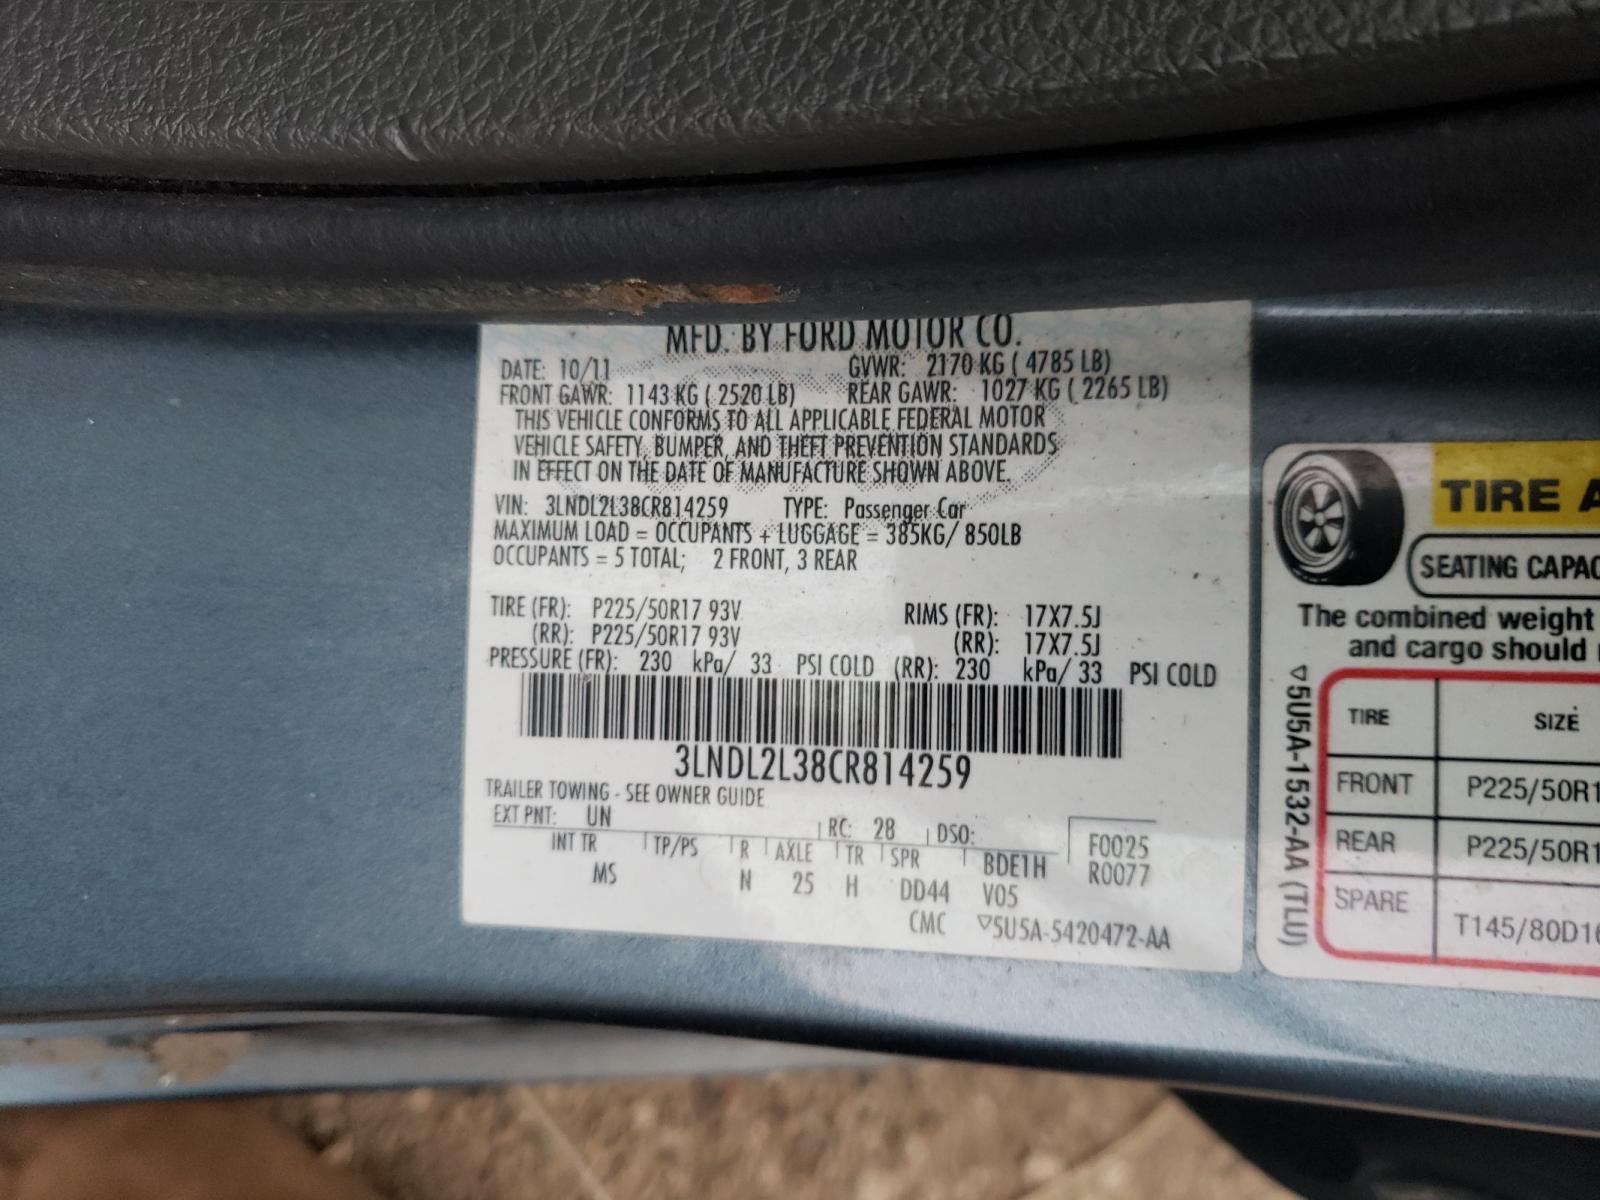 MFD. BY FORD MOTOR CO.
DATE: 10/11 GVWR: 2170 KG ( 4785 LB)
FRONT GAWR: 1143 KG ( 2520 LB) REAR GAWR: 1027 KG ( 2265 LB)
THIS VEHICLE CONFORMS TO ALL APPLICABLE FEDERAL MOTOR
VEHICLE SAFETY, BUMPER, AND THEFT PREVENTION STANDARDS
IN EFFECT ON THE DATE OF MANUFACTURE SHOWN ABOVE.
VIN: 3LNDL2L38CR814259 TYPE: Passenger Car
MAXIMUM LOAD = OCCUPANTS + LUGGAGE = 385KG/ 850LB
OCCUPANTS = 5 TOTAL; 2 FRONT, 3 REAR
TIRE (FR): P225/50R17 93V RIMS (FR): 17X7.5J
(RR): P225/50R17 93V (RR): 17X7.5J
PRESSURE (FR): 230 kPa/ 33 PSI COLD (RR): 230 kPa/ 33 PSI COLD
3LNDL2L38CR814259
TRAILER TOWING - SEE OWNER GUIDE
EXT PNT: UN RC: 28 DSO: F0025
INT TR TP/PS R AXLE TR SPR BDE1H R0077
MS N 25 H DD44 V05
CMC ▽5U5A-5420472-AA
TIRE A
SEATING CAPAC
The combined weight
and cargo should
▽5U5A-1532-AA (TLU)
TIRE SIZE
FRONT P225/50R1
REAR P225/50R1
SPARE T145/80D16